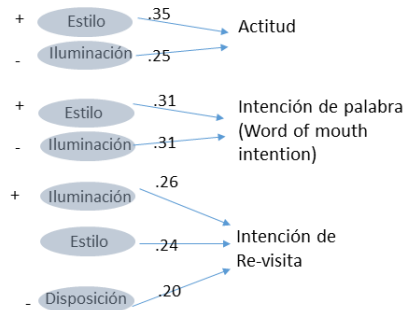 + Estilo .35
Actitud
- Iluminación .25
+ Estilo .31
Intención de palabra
(Word of mouth
intention)
- Iluminación .31
+ Iluminación .26
Estilo .24
Intención de
Re-visita
- Disposición .20